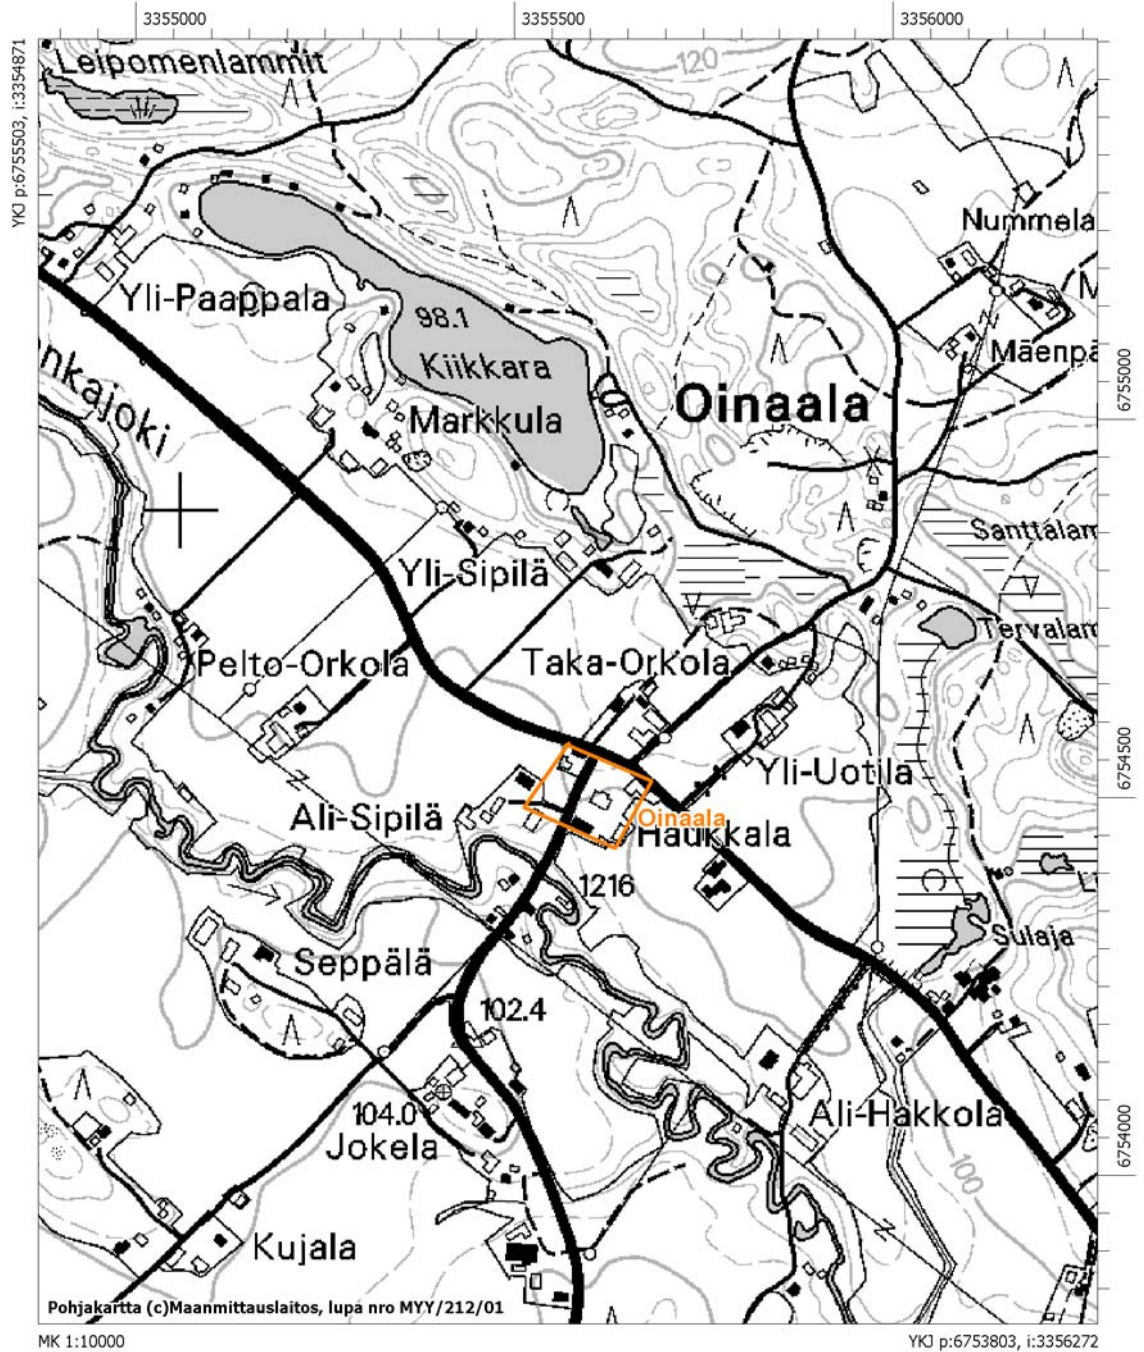 3355000
3355500
3356000
YKJ p:6755503, i:3354871
Leipomenlammit
120
Nummela
Yli-Paappala
98.1
Kiikkara
Mäenpä
nkajoki
Markkula
Oinaala
6755000
Santtalam
Yli-Sipilä
Tervalam
Pelto-Orkola
Taka-Orkola
6754500
Yli-Uotila
Ali-Sipilä
Oinaala
Haukkala
1216
Seppälä
Sulaja
102.4
104.0
Jokela
Ali-Hakkola
6754000
100
Kujala
Pohjakartta (c)Maanmittauslaitos, lupa nro MYY/212/01
MK 1:10000
YKJ p:6753803, i:3356272